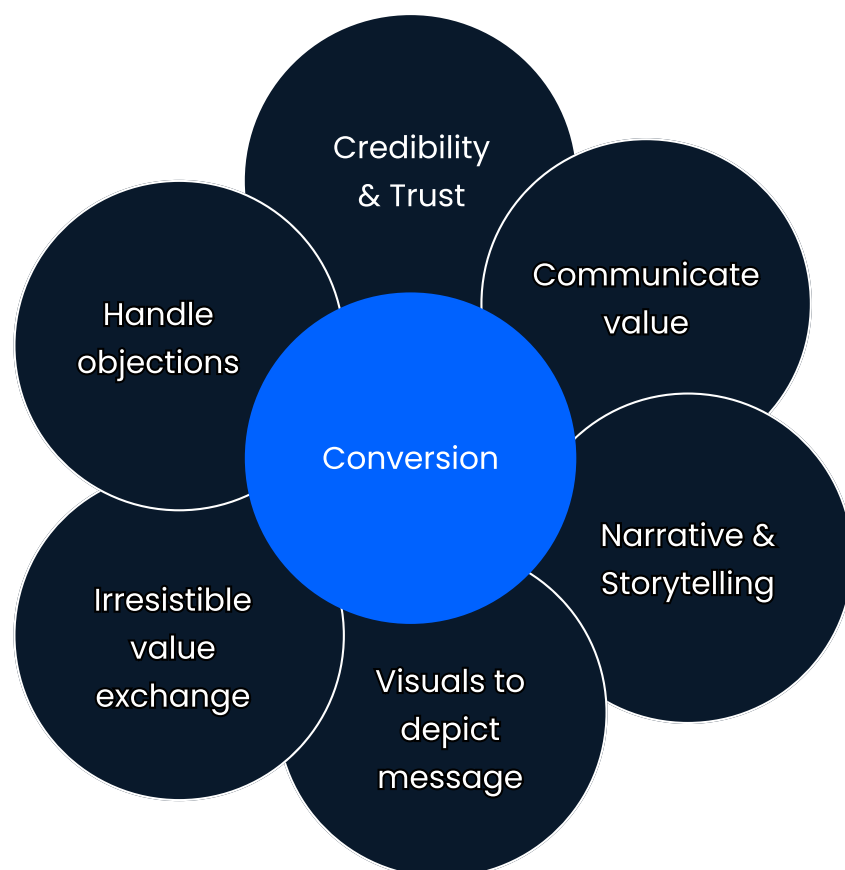 Credibility
& Trust
Communicate
value
Handle
objections
Conversion
Narrative &
Storytelling
Irresistible
value
exchange
Visuals to
depict
message